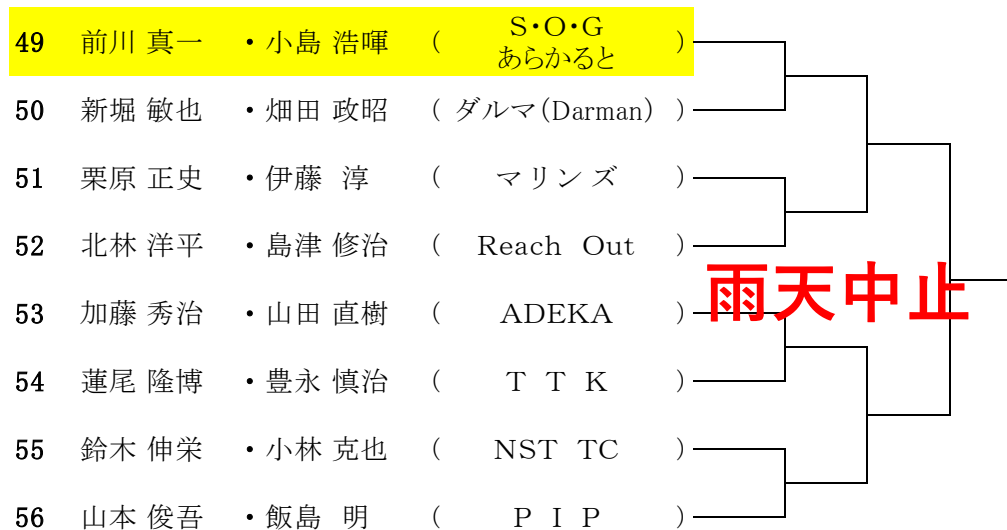 49 前川 真一 ・小島 浩暉 ( S・O・G あらかると )
50 新堀 敏也 ・畑田 政昭 ( ダルマ(Darman) )
51 栗原 正史 ・伊藤 淳 ( マリンズ )
52 北林 洋平 ・島津 修治 ( Reach Out )
雨天中止
53 加藤 秀治 ・山田 直樹 ( ADEKA )
54 蓮尾 隆博 ・豊永 慎治 ( T T K )
55 鈴木 伸栄 ・小林 克也 ( NST TC )
56 山本 俊吾 ・飯島 明 ( P I P )